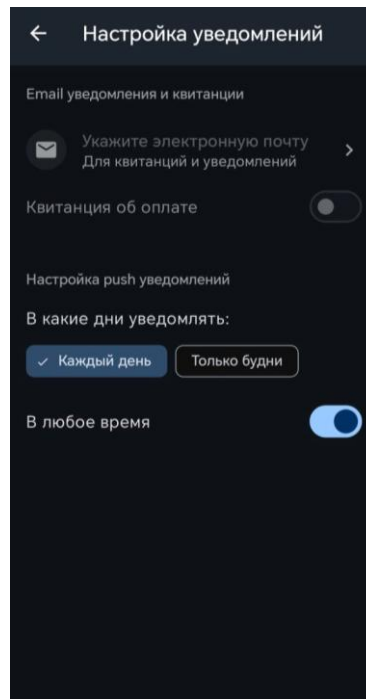 Настройка уведомлений
Email уведомления и квитанции
Укажите электронную почту
Для квитанций и уведомлений
Квитанция об оплате
Настройка push уведомлений
В какие дни уведомлять:
Каждый день
Только будни
В любое время